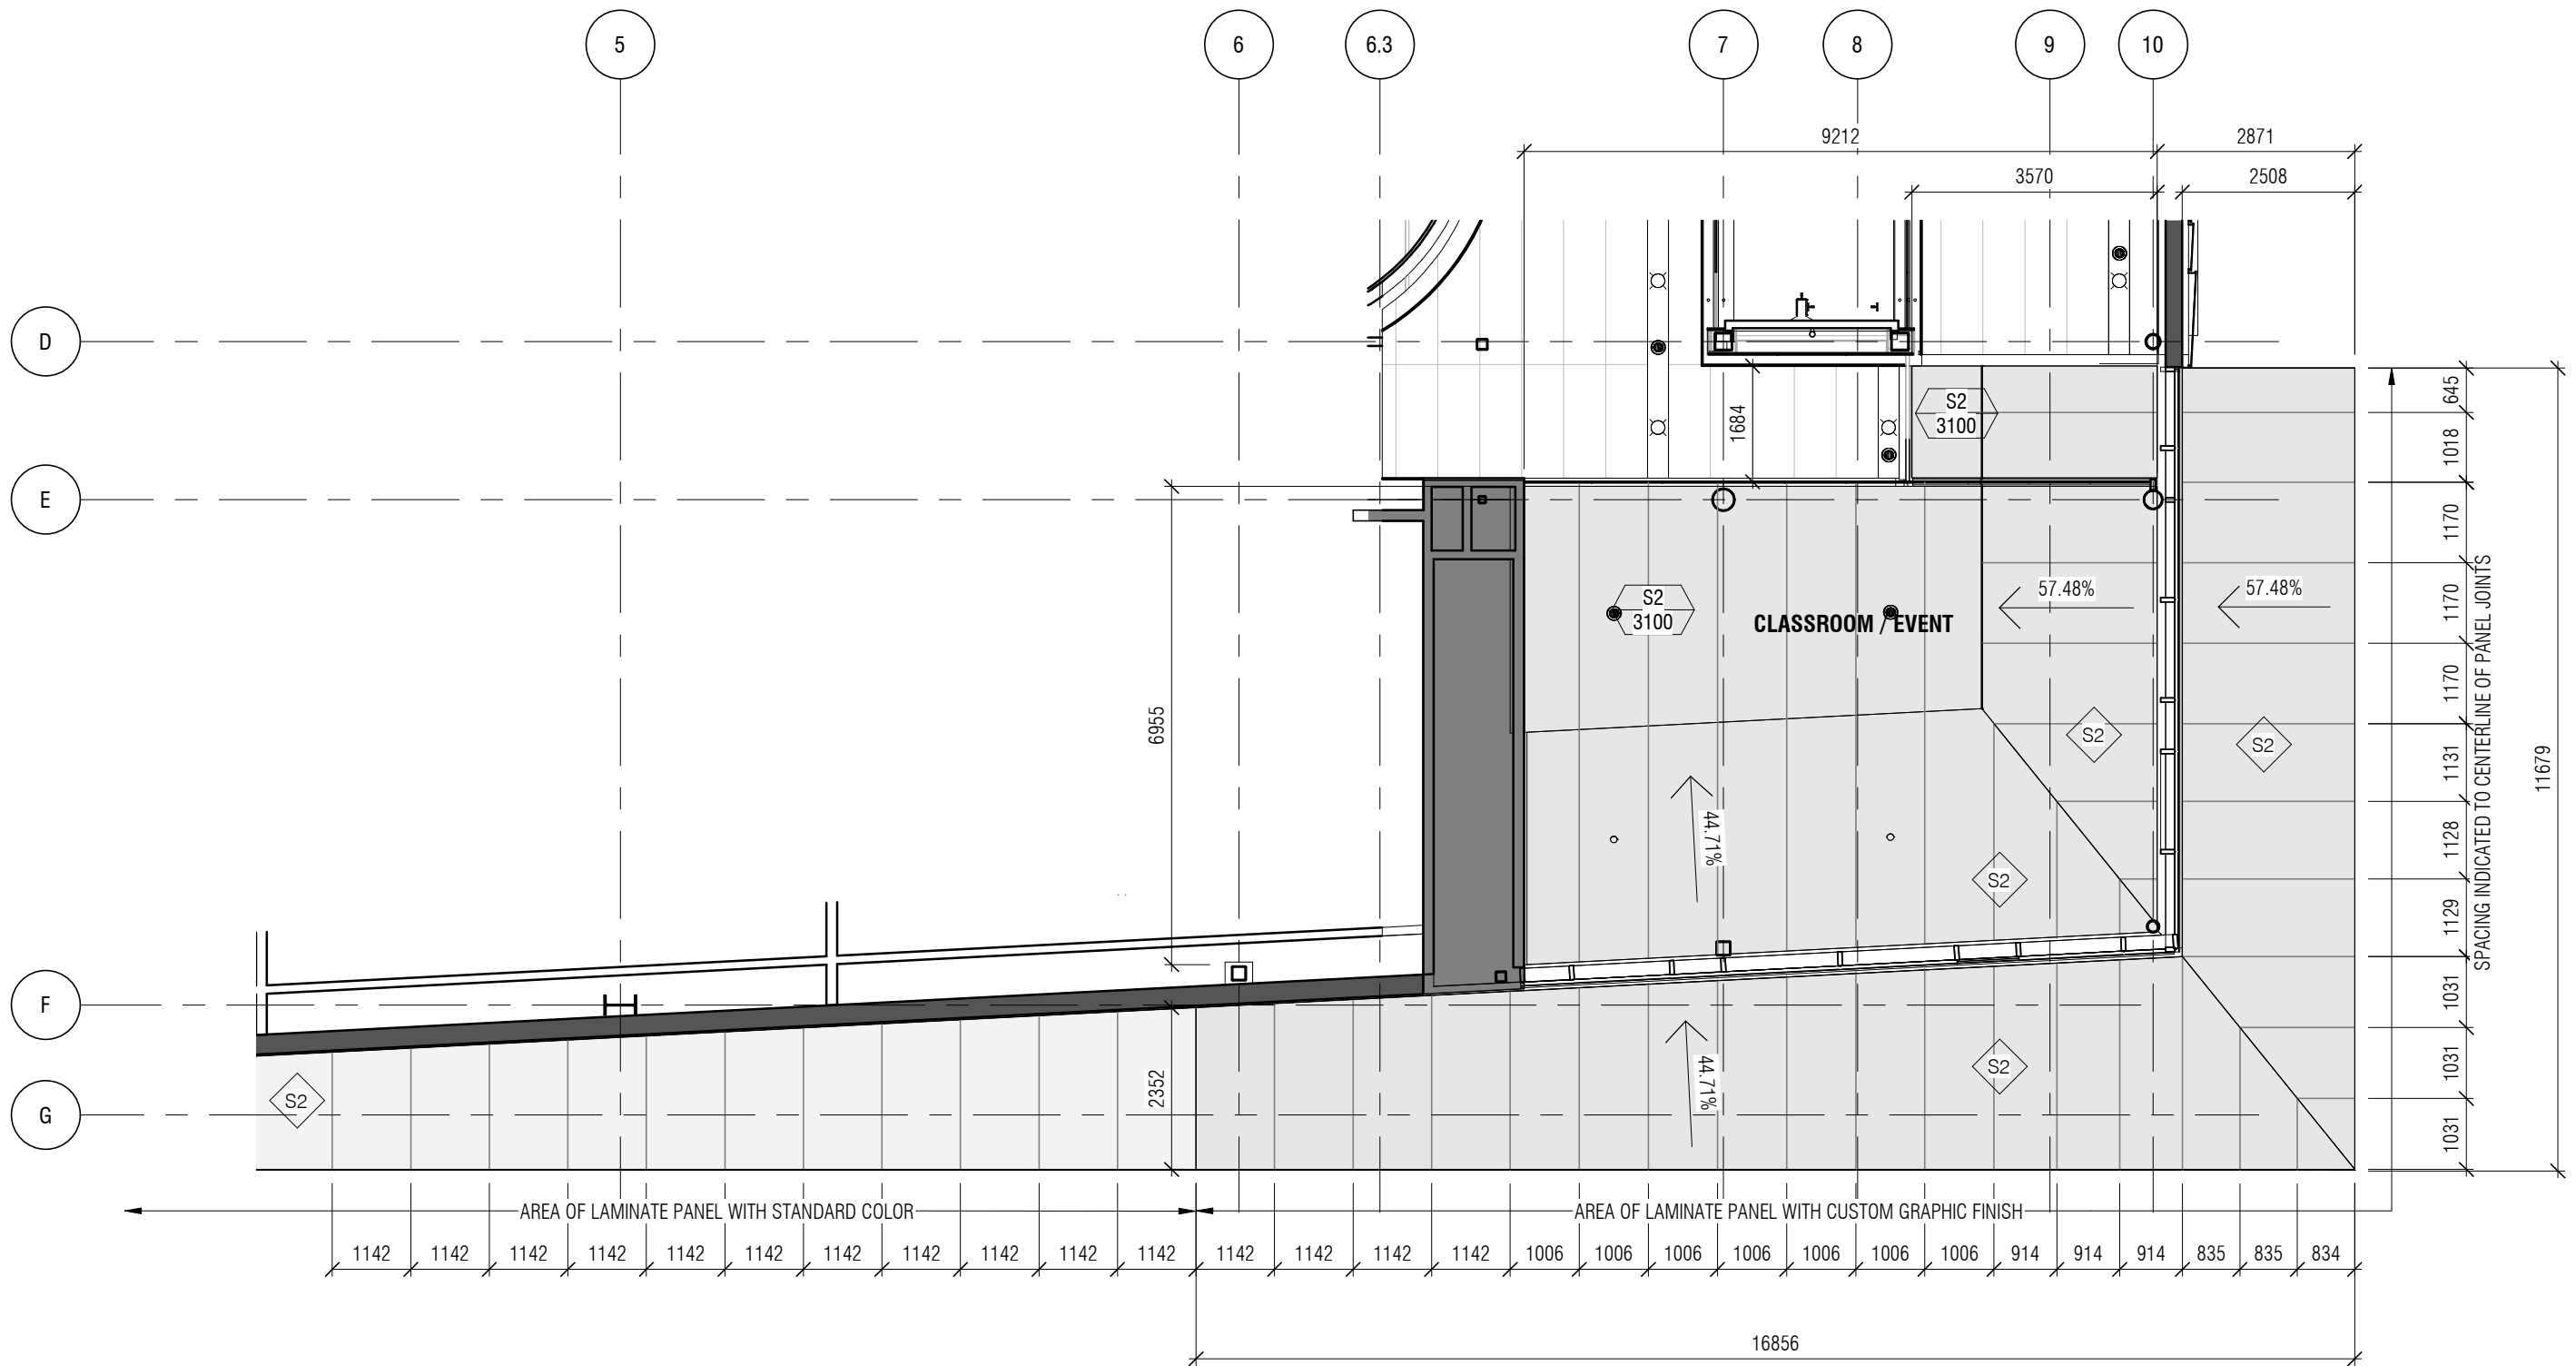 5 6 6.3 7 8 9 10
9212 2871
3570 2508
D
S2
3100
1684
645
1018
E
1170
1170
1170
1131
1128
1129
1031
1031
1031
SPACING INDICATED TO CENTERLINE OF PANEL JOINTS
11679
S2
3100
CLASSROOM / EVENT
57.48%
57.48%
6955
S2
S2
44.71%
S2
F
2352
44.71%
S2
S2
G
AREA OF LAMINATE PANEL WITH STANDARD COLOR
AREA OF LAMINATE PANEL WITH CUSTOM GRAPHIC FINISH
1142 1142 1142 1142 1142 1142 1142 1142 1142 1142 1142 1142 1142 1142 1142 1006 1006 1006 1006 1006 1006 1006 914 914 914 835 835 834
16856